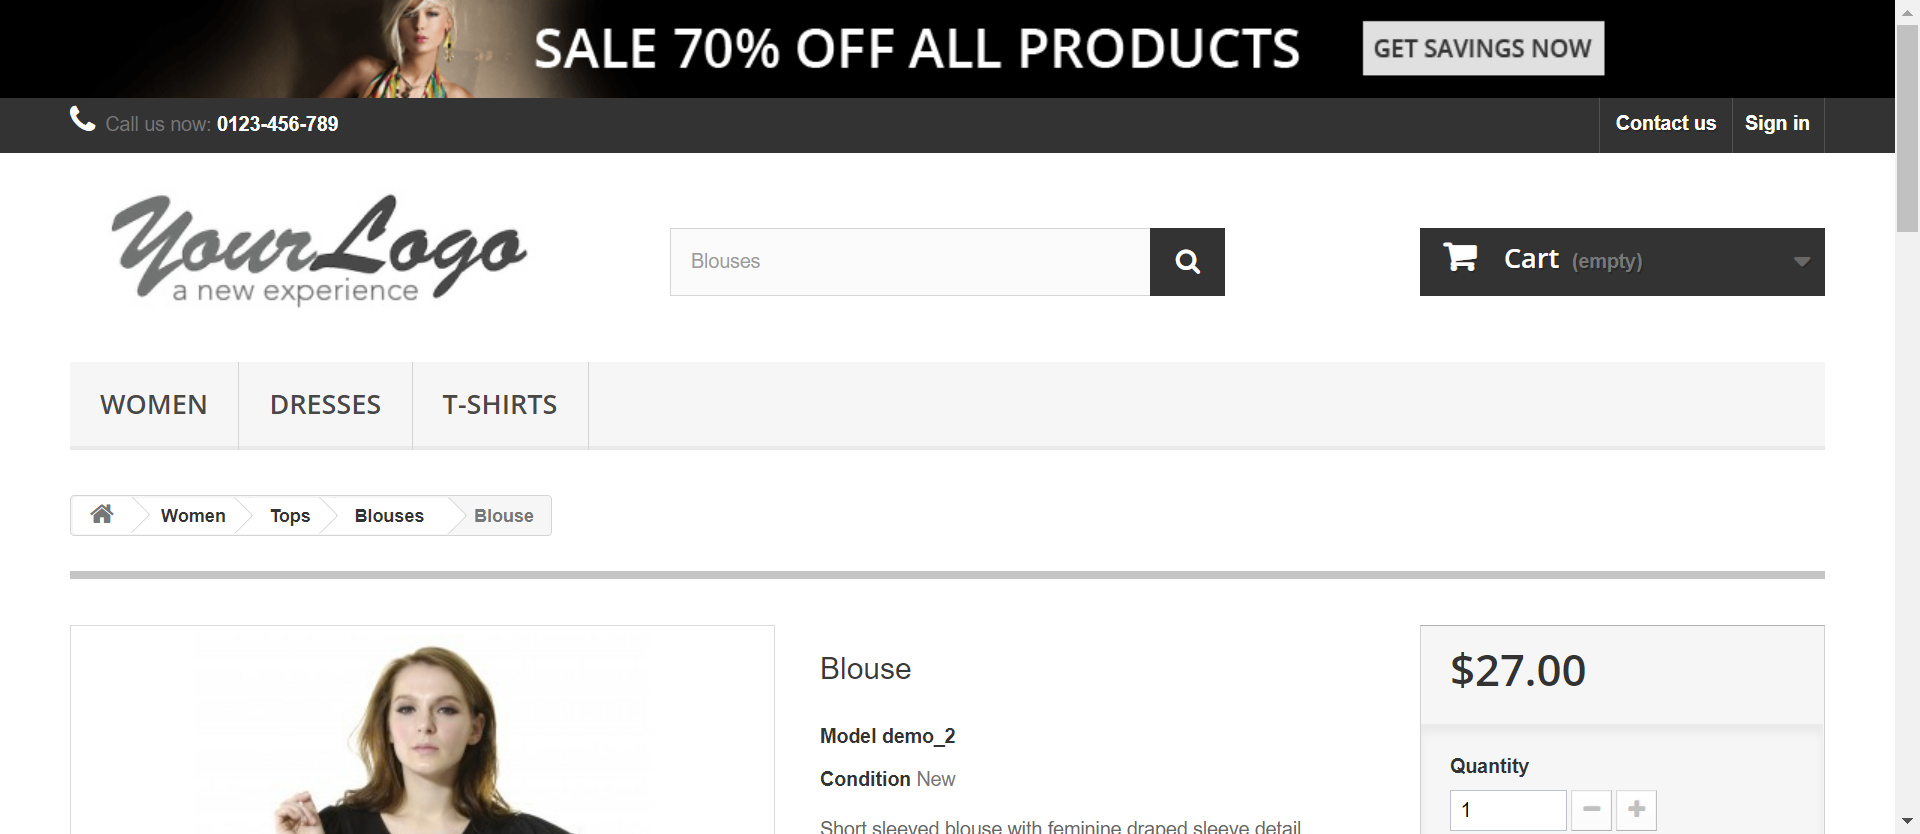 SALE 70% OFF ALL PRODUCTS GET SAVINGS NOW
Call us now: 0123-456-789 Contact us Sign in
YourLogo
a new experience
Blouses
Cart (empty)
WOMEN DRESSES T-SHIRTS
Women Tops Blouses Blouse
Blouse
$27.00
Model demo_2
Condition New
Quantity
1
Short sleeved blouse with feminine draped sleeve detail